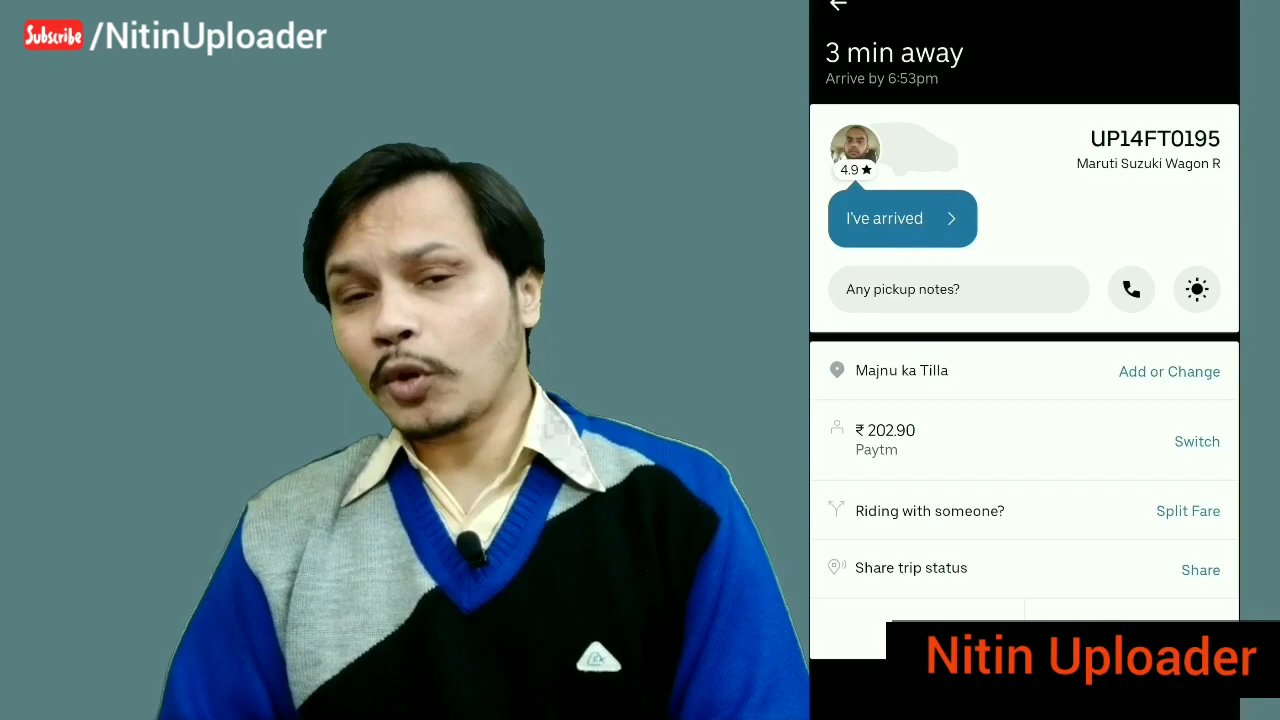 Subscribe /NitinUploader
3 min away
Arrive by 6:53pm
UP14FT0195
Maruti Suzuki Wagon R
4.9★
I've arrived
Any pickup notes?
Majnu ka Tilla
Add or Change
₹ 202.90
Paytm
Switch
Riding with someone?
Split Fare
Share trip status
Share
Nitin Uploader